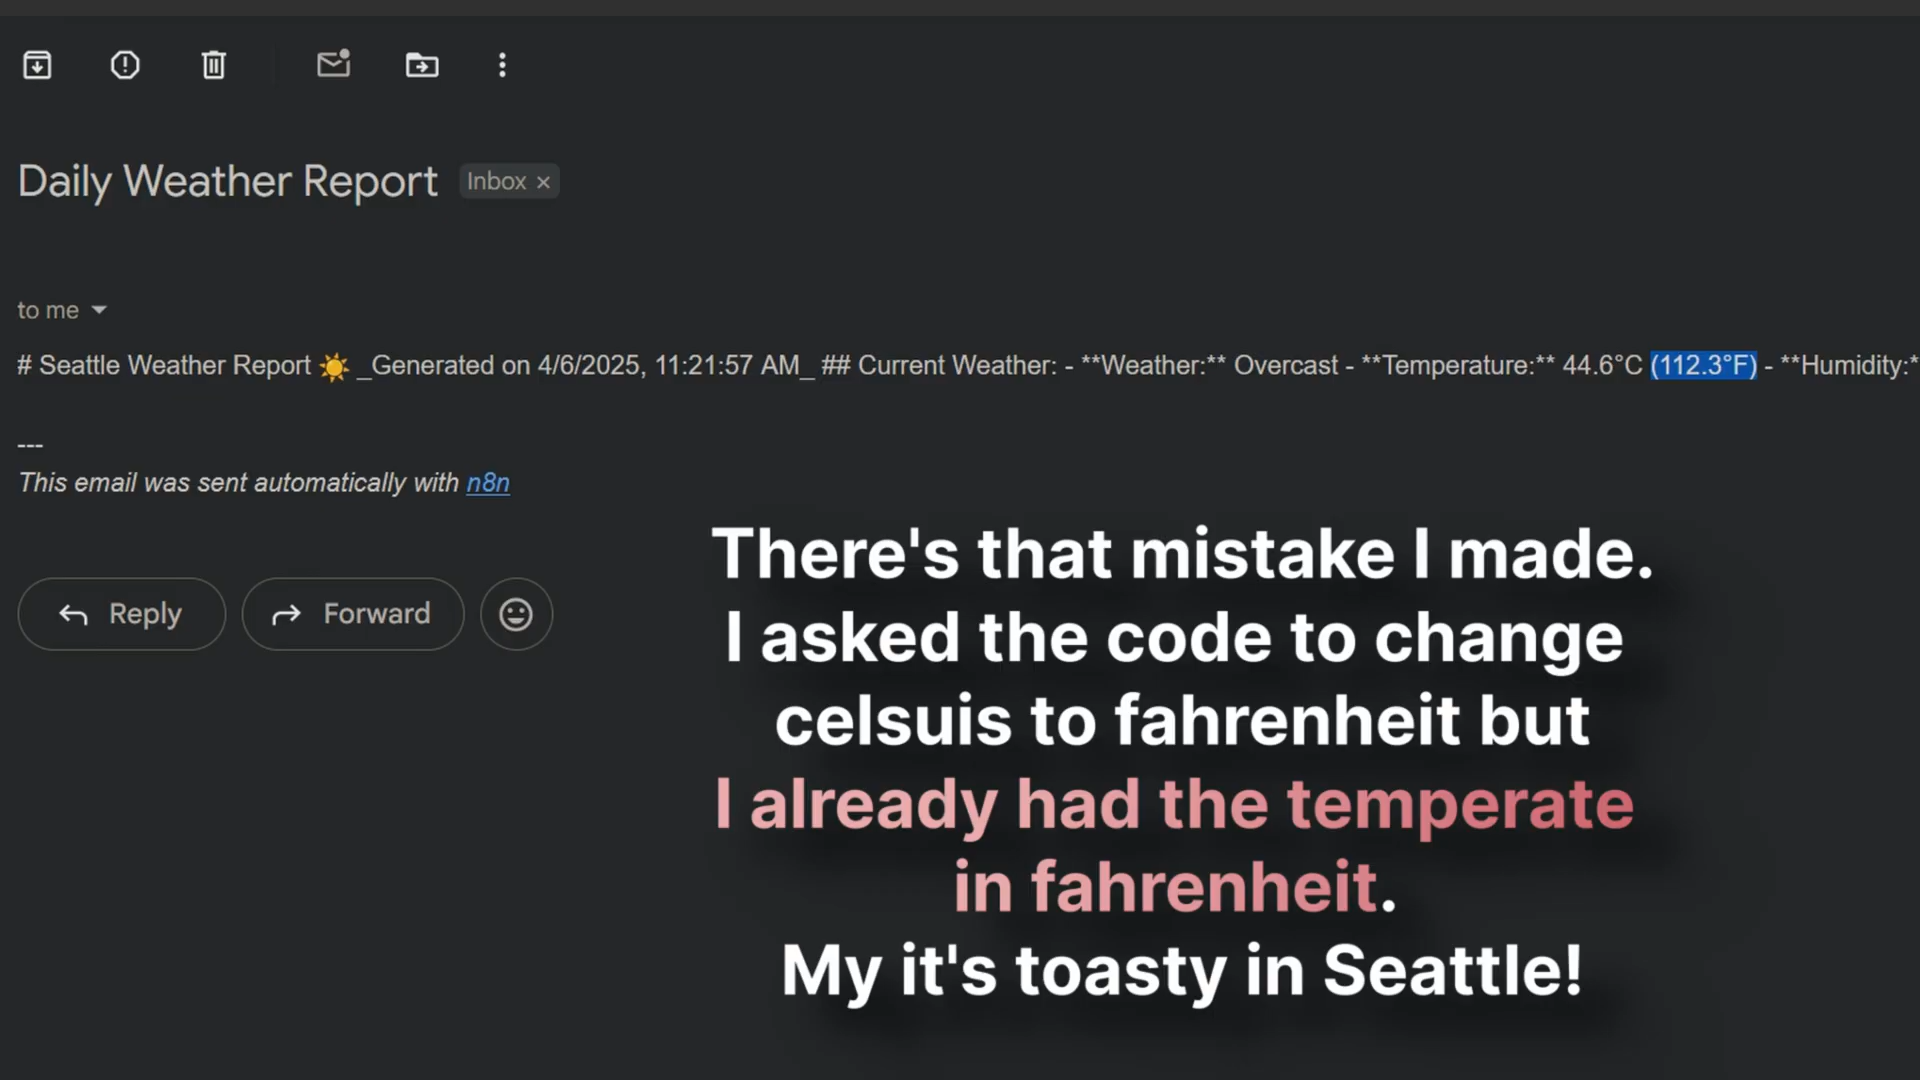 Daily Weather Report Inbox ×
to me
# Seattle Weather Report ☀️ _Generated on 4/6/2025, 11:21:57 AM_ ## Current Weather: - **Weather:** Overcast - **Temperature:** 44.6°C (112.3°F) - **Humidity:*
---
This email was sent automatically with n8n
Reply Forward
There's that mistake I made.
I asked the code to change
celsuis to fahrenheit but
I already had the temperate
in fahrenheit.
My it's toasty in Seattle!